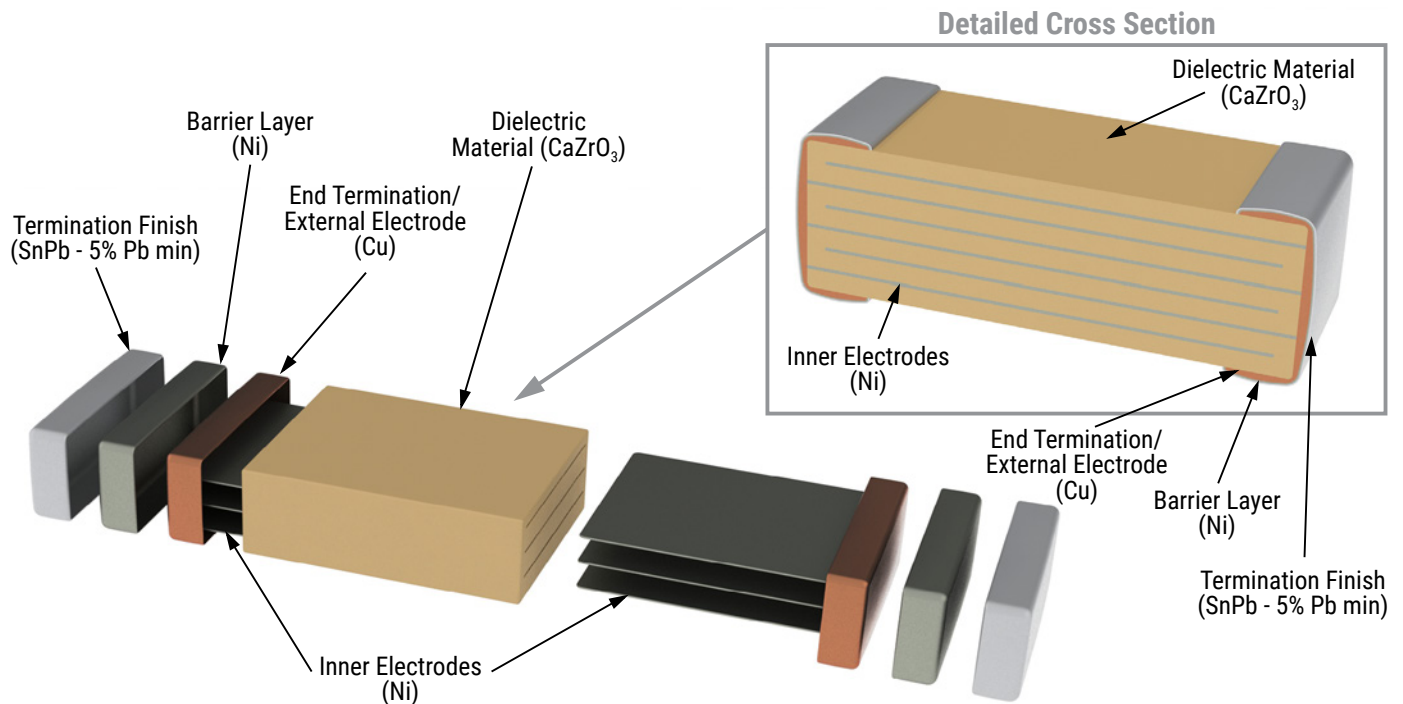 Detailed Cross Section
Dielectric Material
(CaZrO₃)
Barrier Layer
(Ni)
Dielectric
Material (CaZrO₃)
End Termination/
External Electrode
(Cu)
Termination Finish
(SnPb - 5% Pb min)
Inner Electrodes
(Ni)
End Termination/
External Electrode
(Cu)
Barrier Layer
(Ni)
Termination Finish
(SnPb - 5% Pb min)
Inner Electrodes
(Ni)